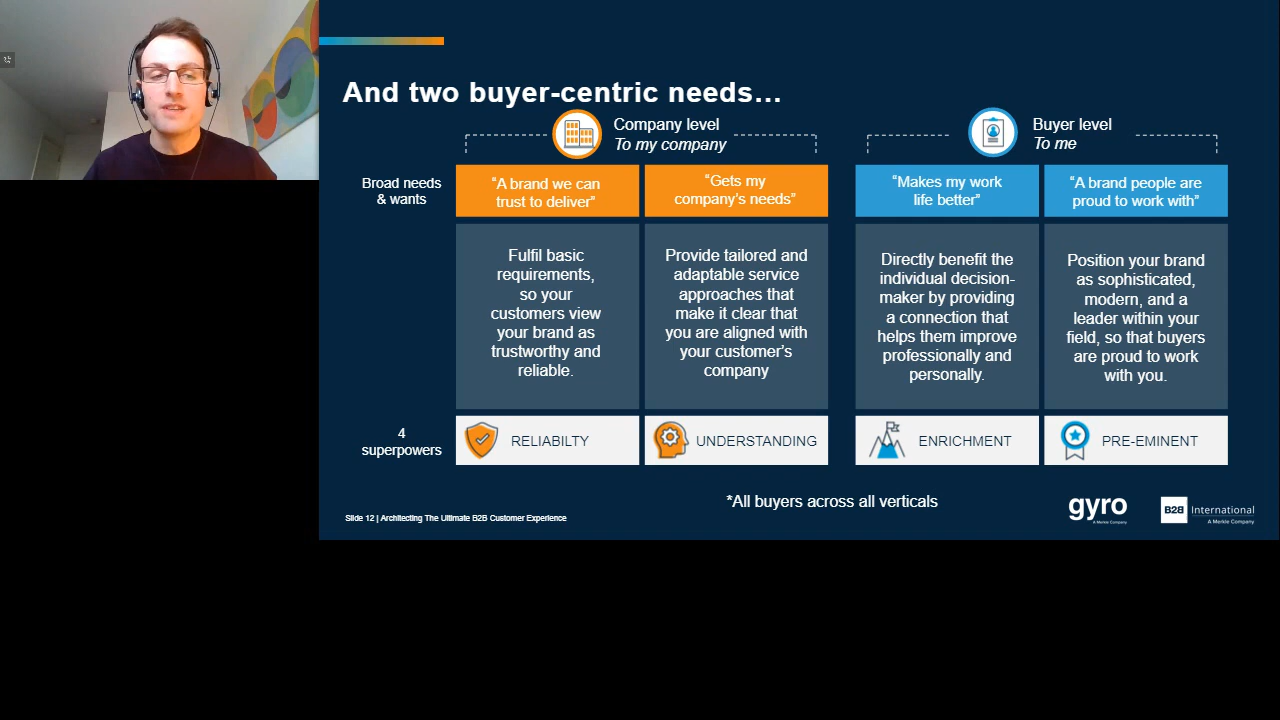 And two buyer-centric needs…
Company level
To my company
Buyer level
To me
Broad needs
& wants
“A brand we can
trust to deliver”
“Gets my
company’s needs”
“Makes my work
life better”
“A brand people are
proud to work with”
Fulfil basic
requirements,
so your
customers view
your brand as
trustworthy and
reliable.
Provide tailored and
adaptable service
approaches that
make it clear that
you are aligned with
your customer’s
company
Directly benefit the
individual decision-
maker by providing
a connection that
helps them improve
professionally and
personally.
Position your brand
as sophisticated,
modern, and a
leader within your
field, so that buyers
are proud to work
with you.
4
superpowers
RELIABILTY
UNDERSTANDING
ENRICHMENT
PRE-EMINENT
*All buyers across all verticals
Slide 12 | Architecting The Ultimate B2B Customer Experience
gyro
A Merkle Company
B2B International
A Merkle Company